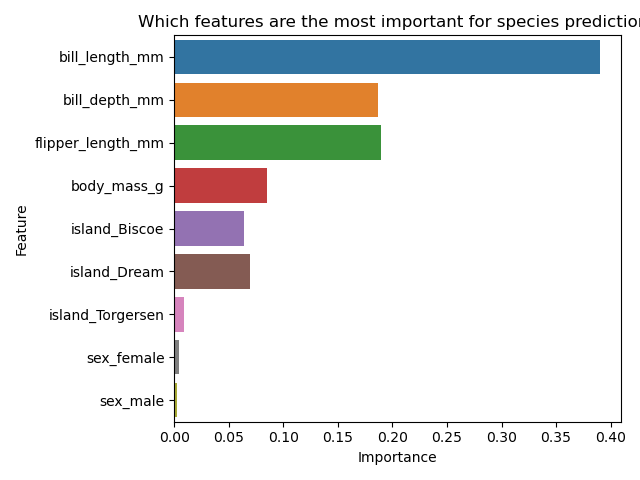 Which features are the most important for species prediction
bill_length_mm
bill_depth_mm
flipper_length_mm
body_mass_g
island_Biscoe
island_Dream
island_Torgersen
sex_female
sex_male
Feature
0.00 0.05 0.10 0.15 0.20 0.25 0.30 0.35 0.40
Importance